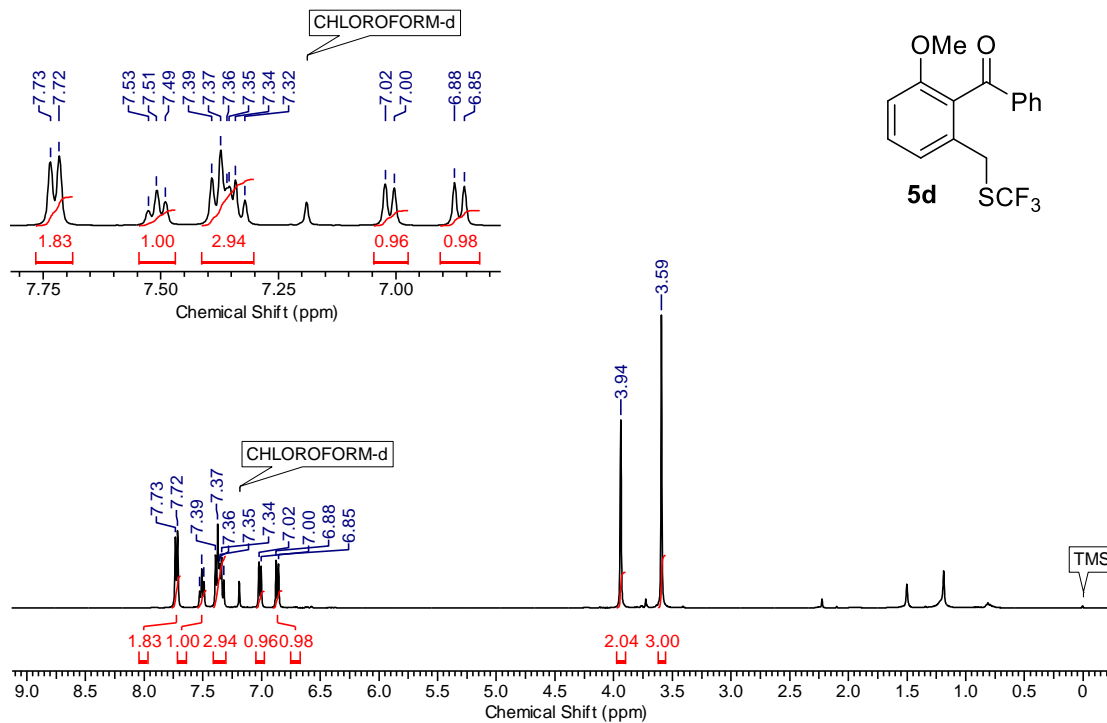 CHLOROFORM-d
7.73
7.72
7.53
7.51
7.49
7.39
7.37
7.36
7.35
7.34
7.32
7.02
7.00
6.88
6.85
1.83 1.00 2.94 0.96 0.98
7.75 7.50 7.25 7.00
Chemical Shift (ppm)
OMe O
Ph
SCF3
5d
3.59
3.94
CHLOROFORM-d
7.73
7.72
7.39
7.37
7.36
7.35
7.34
7.02
7.00
6.88
6.85
TMS
1.83 1.00 2.94 0.96 0.98 2.04 3.00
9.0 8.5 8.0 7.5 7.0 6.5 6.0 5.5 5.0 4.5 4.0 3.5 3.0 2.5 2.0 1.5 1.0 0.5 0
Chemical Shift (ppm)